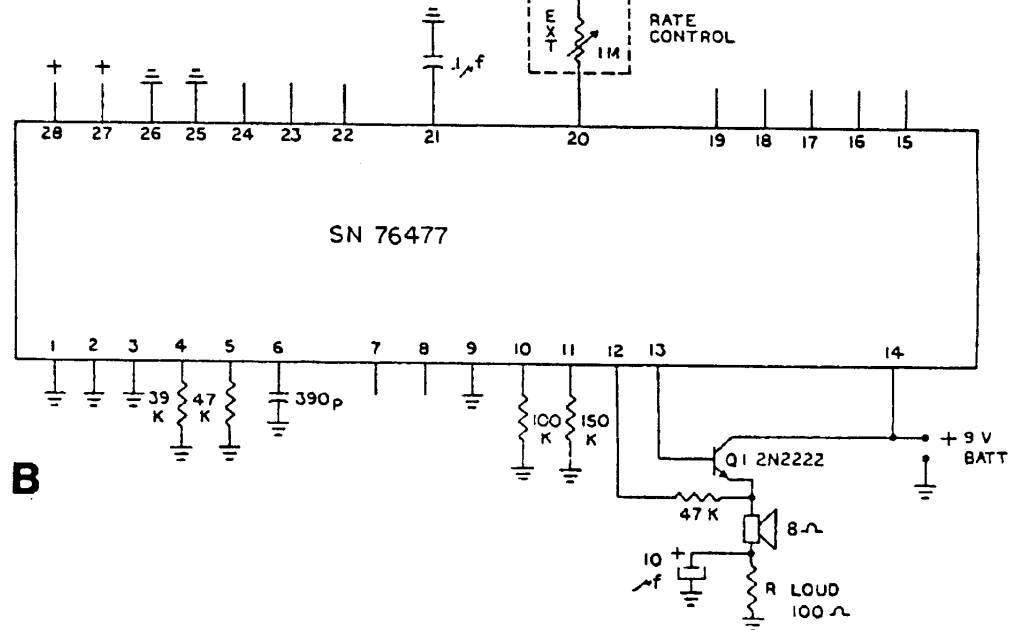 EXT
RATE
CONTROL
1M
.1µf
+ +
28 27 26 25 24 23 22 21 20 19 18 17 16 15
SN 76477
1 2 3 4 5 6 7 8 9 10 11 12 13 14
39
K
47
K
390p
100
K
150
K
Q1 2N2222
+ 9 V
BATT
B
47 K
8Ω
10 +
µf
R LOUD
100 Ω